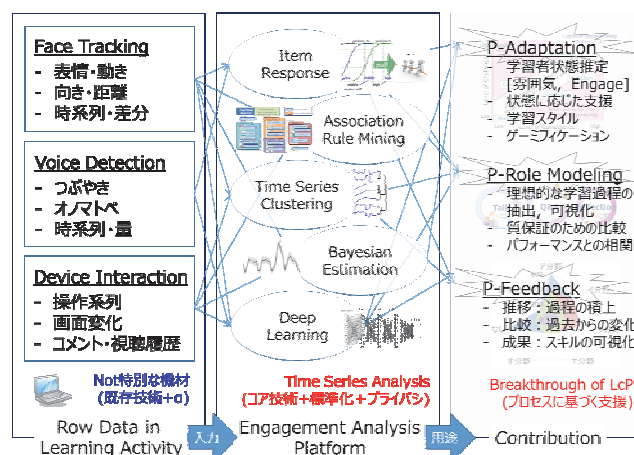 Face Tracking
- 表情・動き
- 向き・距離
- 時系列・差分
Voice Detection
- つぶやき
- オノマトペ
- 時系列・量
Device Interaction
- 操作系列
- 画面変化
- コメント・視聴履歴
Not特別な機材
(既存技術+α)
Row Data in
Learning Activity
入力
Item
Response
Association
Rule Mining
Time Series
Clustering
Bayesian
Estimation
Deep
Learning
Time Series Analysis
(コア技術+標準化+プライバシ)
Engagement Analysis
Platform
用途
P-Adaptation
- 学習者状態推定
[雰囲気, Engage]
- 状態に応じた支援
- 学習スタイル
- ゲーミフィケーション
P-Role Modeling
- 理想的な学習過程の
抽出, 可視化
- 質保証のための比較
- パフォーマンスとの相関
P-Feedback
- 推移：過程の積上
- 比較：過去からの変化
- 成果：スキルの可視化
Breakthrough of LcP
(プロセスに基づく支援)
Contribution